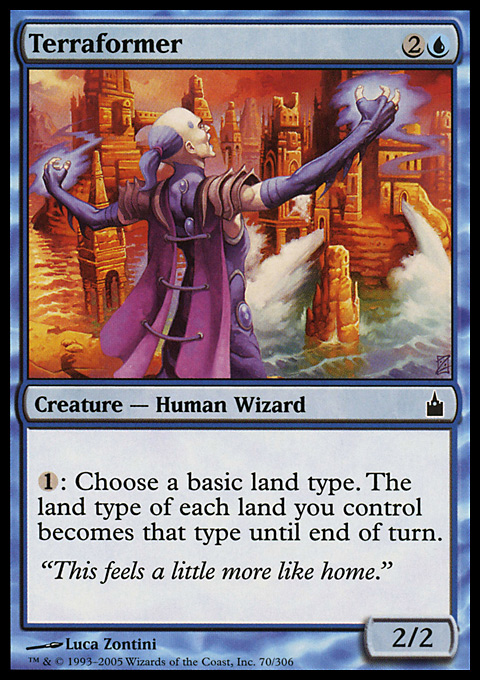 Terraformer 2
Creature — Human Wizard
1: Choose a basic land type. The
land type of each land you control
becomes that type until end of turn.
“This feels a little more like home.”
2/2
Luca Zontini
™ & © 1993–2005 Wizards of the Coast, Inc. 70/306